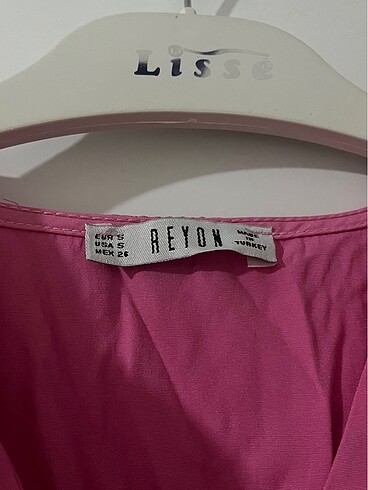 Lissé
EUR S
USA S
MEX 26
REYON
MADE
IN
TURKEY